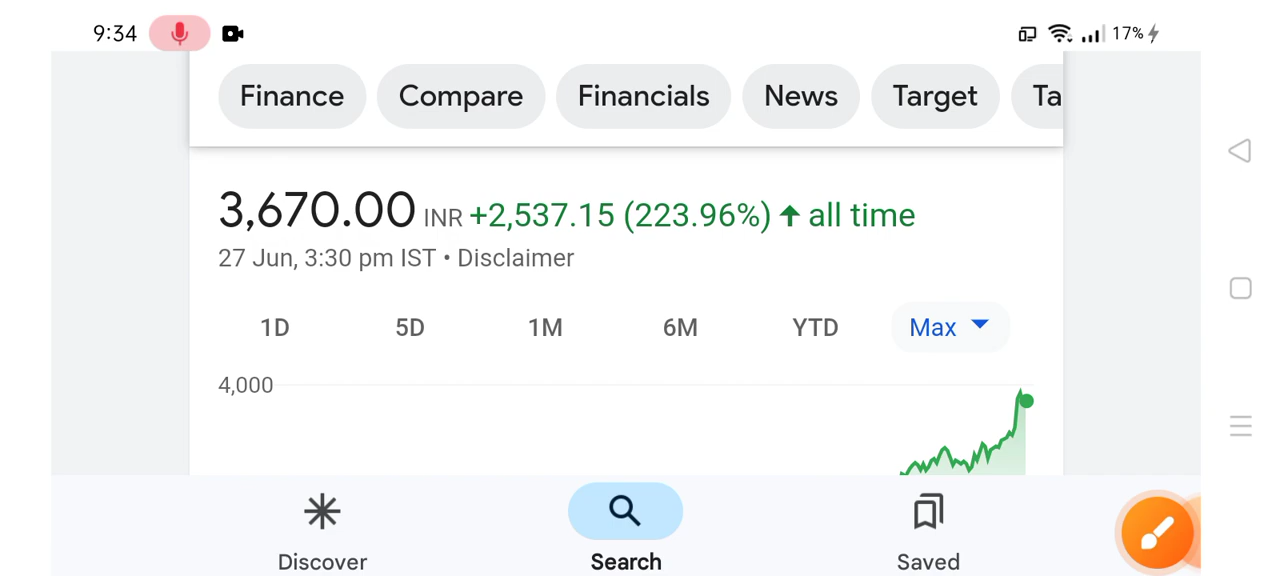 9:34 17%
Finance Compare Financials News Target Ta
3,670.00 INR +2,537.15 (223.96%) ↑ all time
27 Jun, 3:30 pm IST • Disclaimer
1D 5D 1M 6M YTD Max
4,000
Discover Search Saved